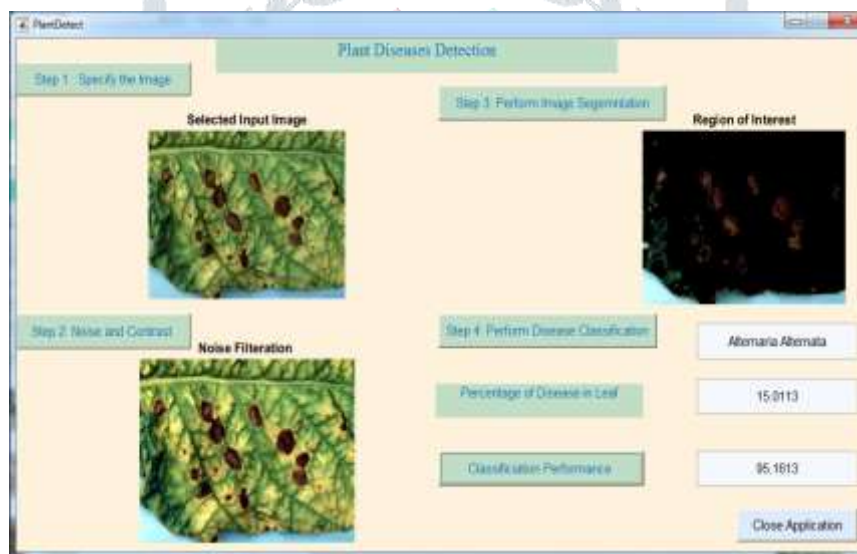 PlantDetect
Plant Diseases Detection
Step 1. Specify the Image
Selected Input Image
Step 2. Noise and Contrast
Noise Filteration
Step 3. Perform Image Segemntation
Region of Interest
Step 4. Perform Disease Classification
Alternaria Alternata
Percentage of Disease in Leaf
15.0113
Classification Performance
95.1613
Close Application